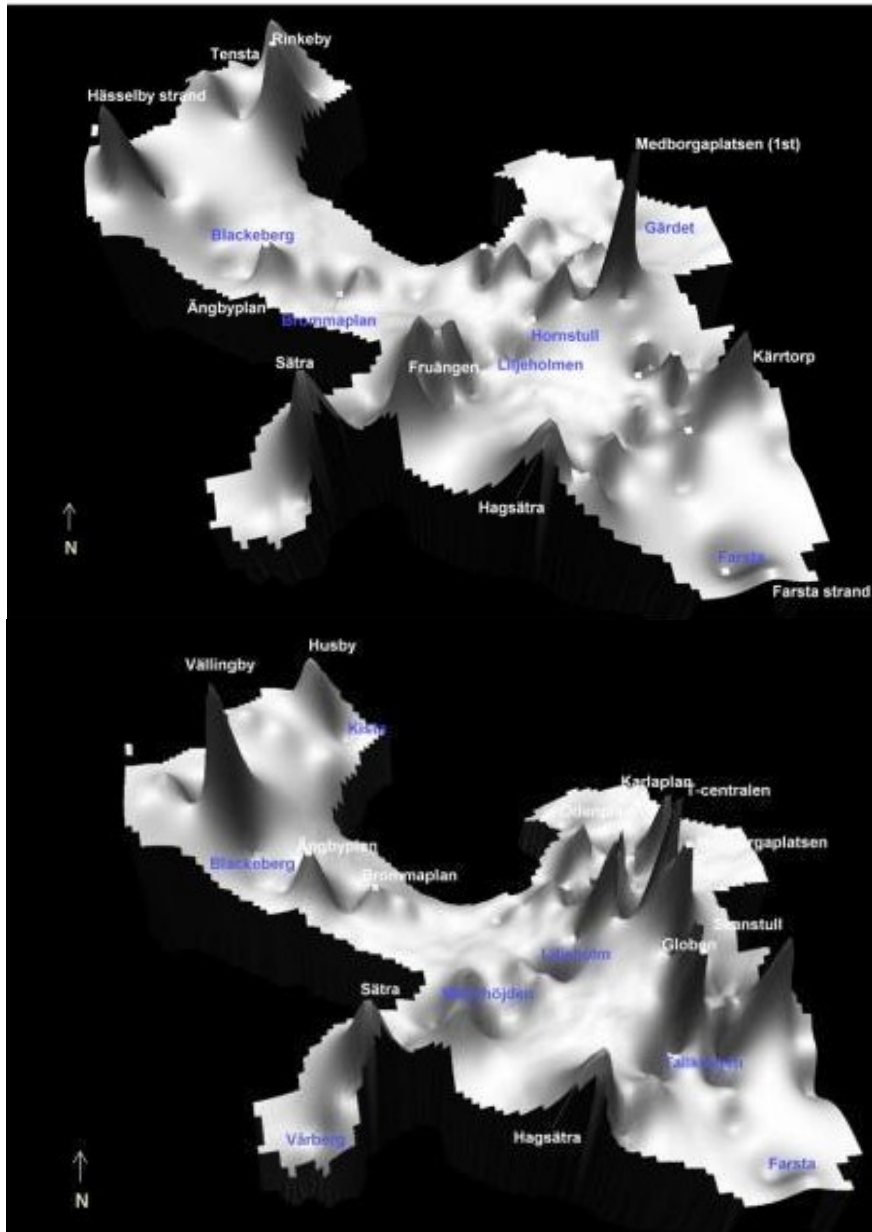 Rinkeby
Tensta
Hässelby strand
Medborgaplatsen (1st)
Gärdet
Blackeberg
Ängbyplan
Brommaplan
Hornstull
Sätra
Fruängen
Liljeholmen
Kärrtorp
Hagsätra
N
Farsta
Farsta strand
Husby
Vällingby
Kista
Karlaplan
T-centralen
Ängbyplan
Blackeberg
Brommaplan
Skanstull
Globen
Liljeholm
Sätra
Hagsätra
Vårberg
Farsta
N